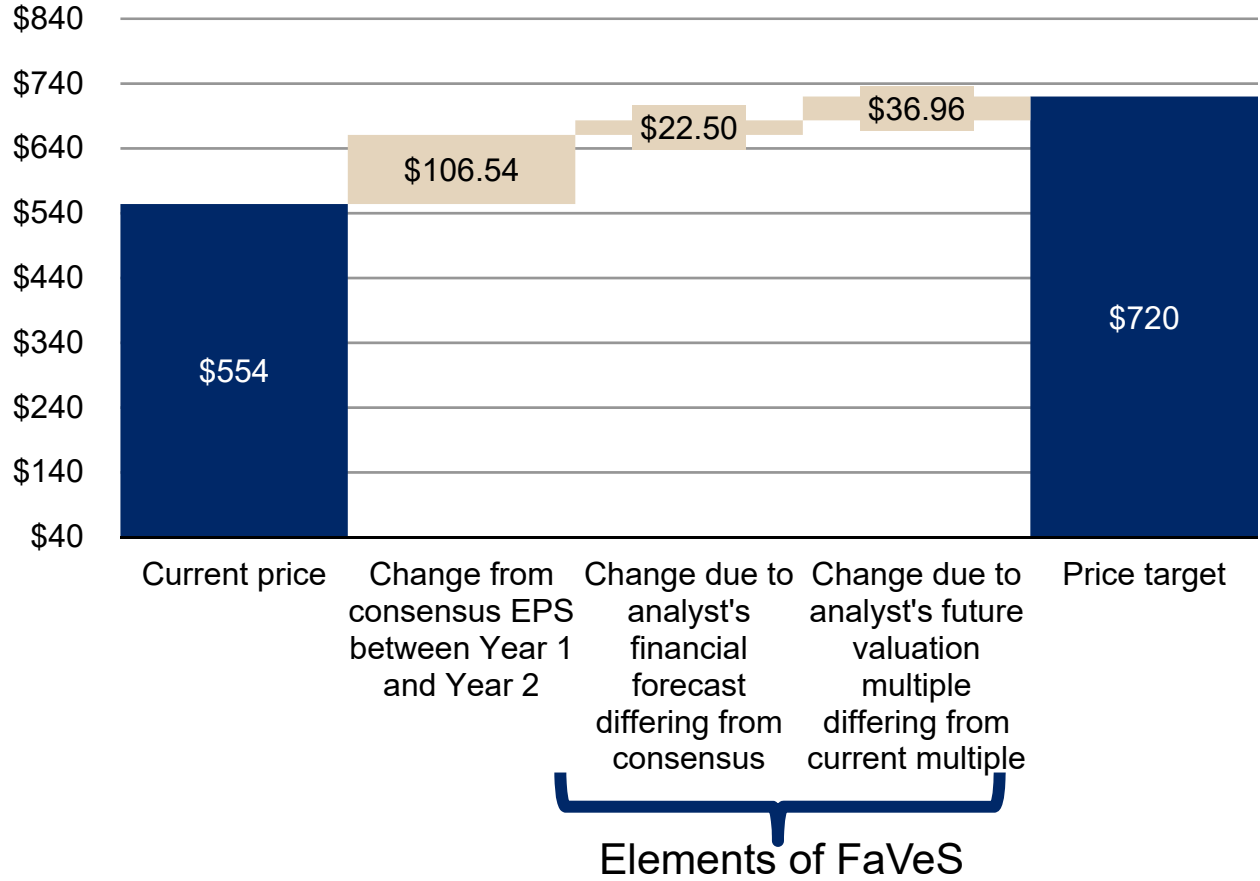 $840
$740
$640
$540
$440
$340
$240
$140
$40
$554
$106.54
$22.50
$36.96
$720
Current price
Change from
consensus EPS
between Year 1
and Year 2
Change due to
analyst's
financial
forecast
differing from
consensus
Change due to
analyst's future
valuation
multiple
differing from
current multiple
Price target
Elements of FaVeS